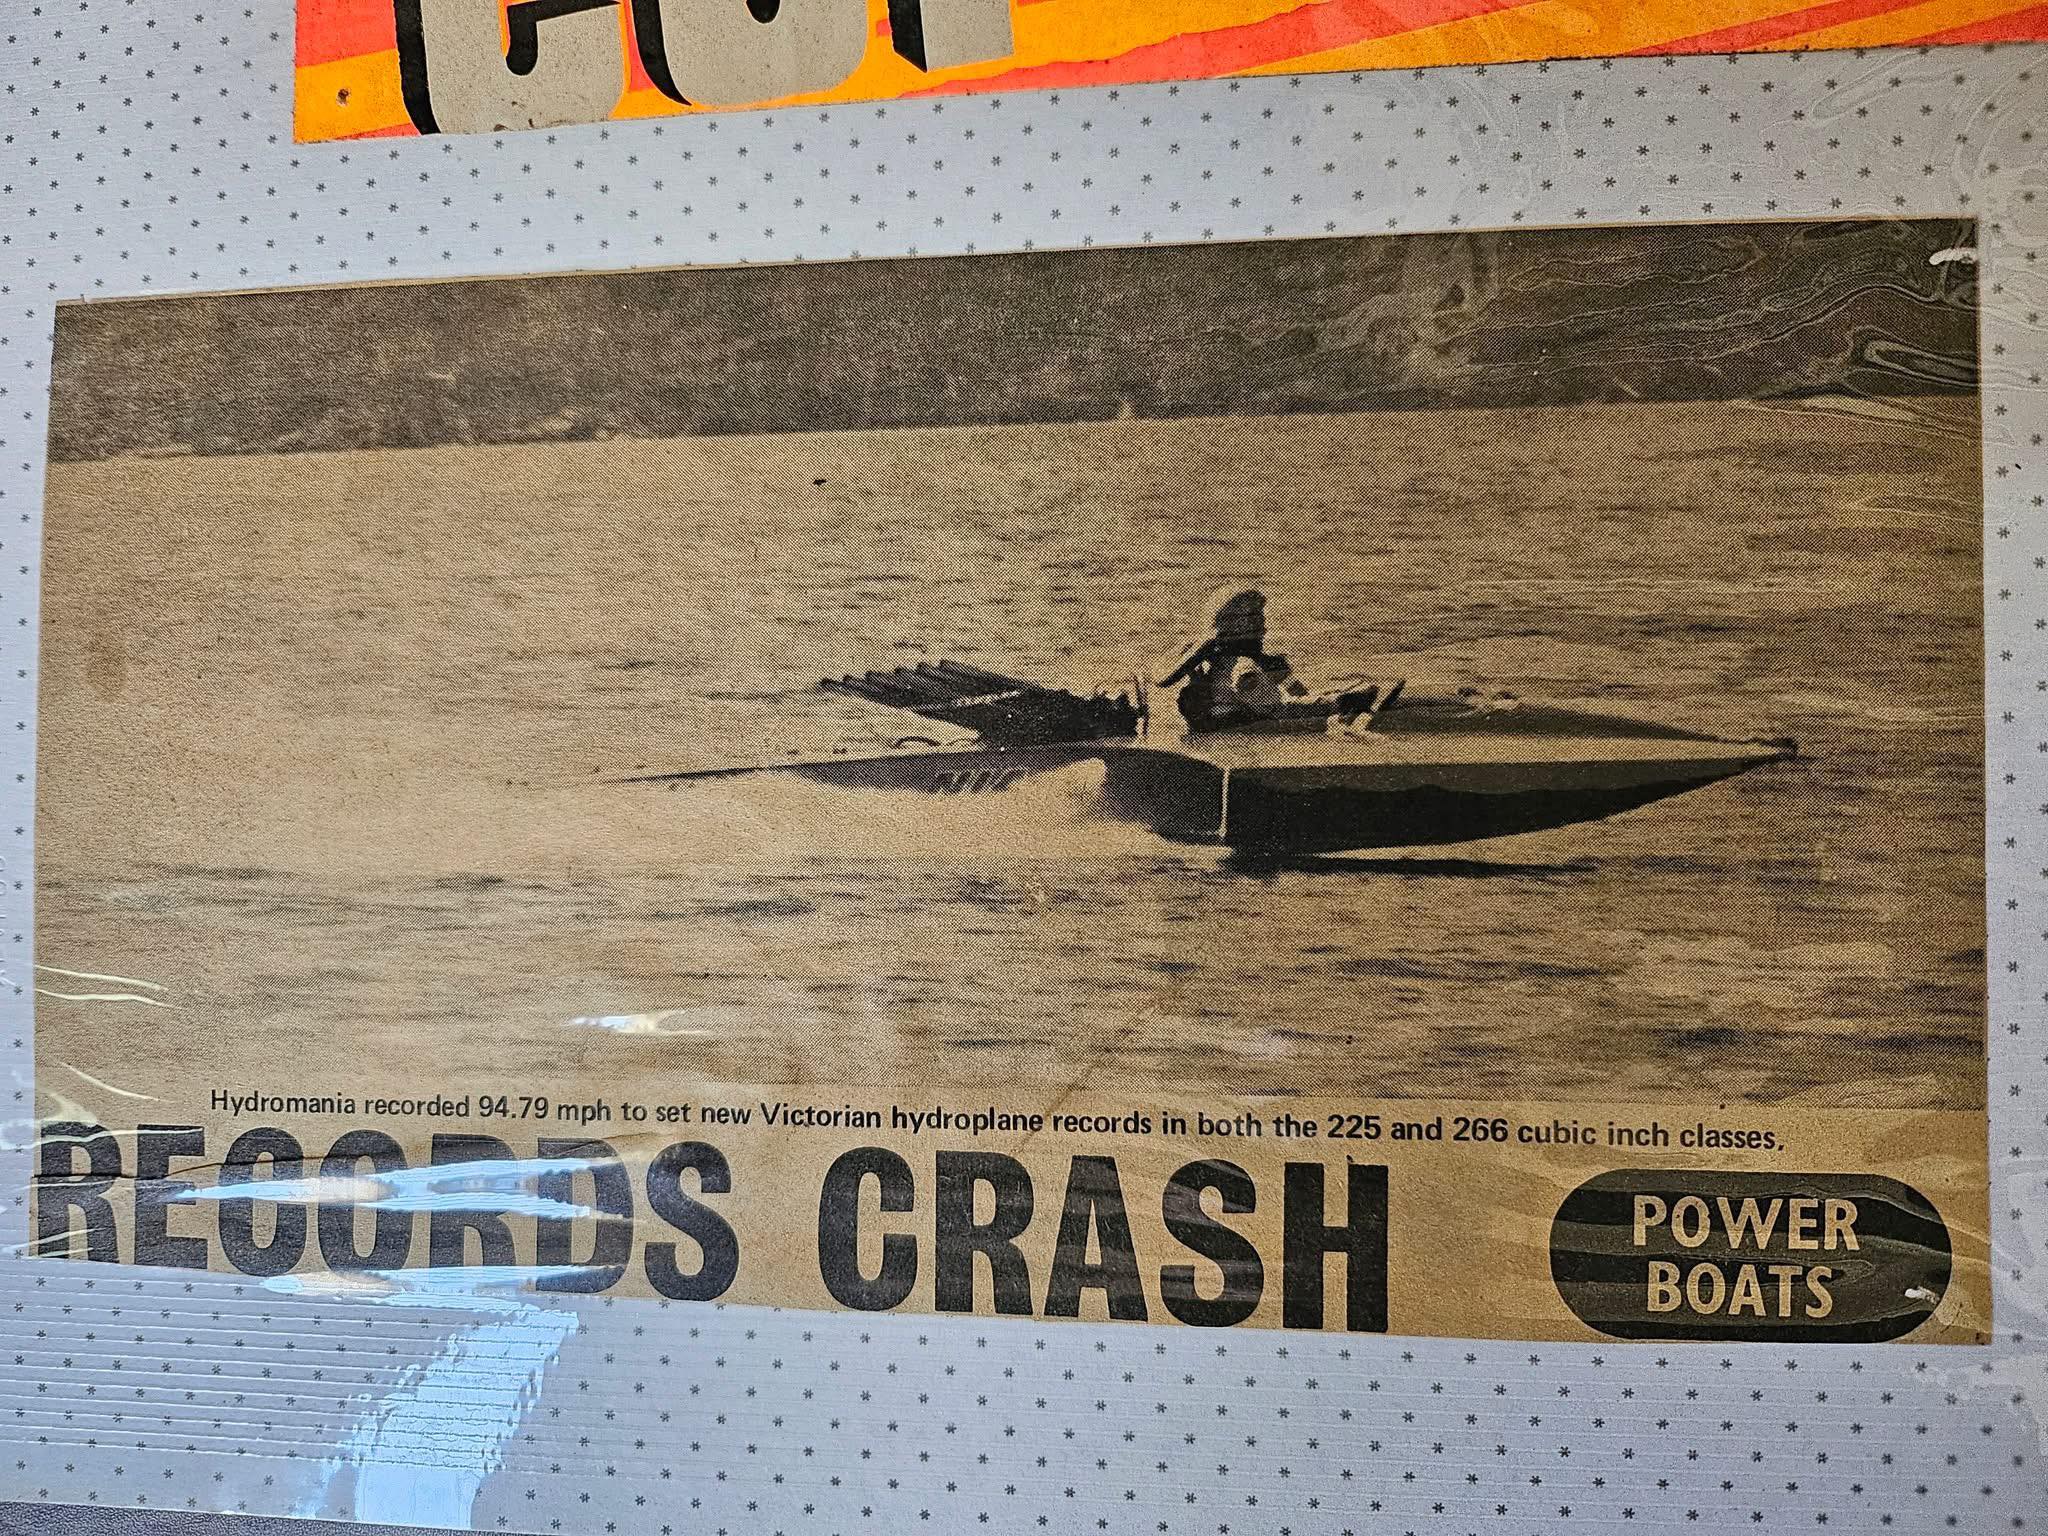 CUP
Hydromania recorded 94.79 mph to set new Victorian hydroplane records in both the 225 and 266 cubic inch classes.
RECORDS CRASH
POWER
BOATS